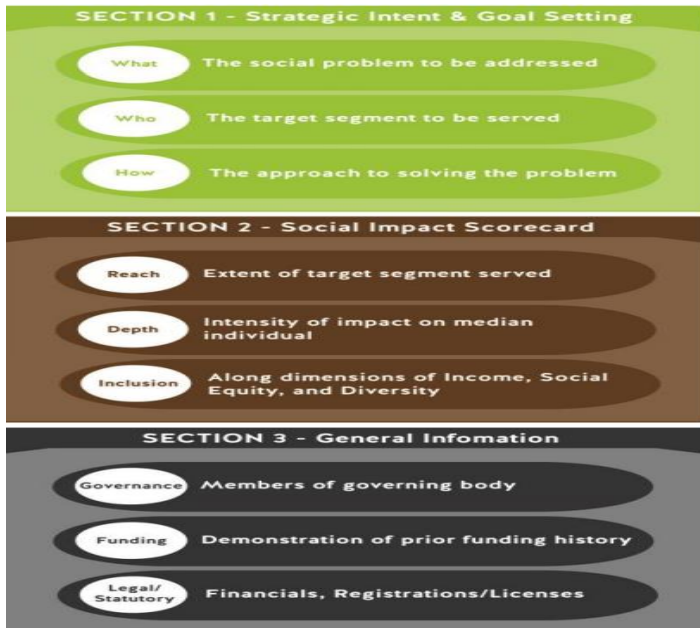 SECTION 1 - Strategic Intent & Goal Setting
What
The social problem to be addressed
Who
The target segment to be served
How
The approach to solving the problem
SECTION 2 - Social Impact Scorecard
Reach
Extent of target segment served
Depth
Intensity of impact on median
individual
Inclusion
Along dimensions of Income, Social
Equity, and Diversity
SECTION 3 - General Infomation
Governance
Members of governing body
Funding
Demonstration of prior funding history
Legal/
Statutory
Financials, Registrations/Licenses